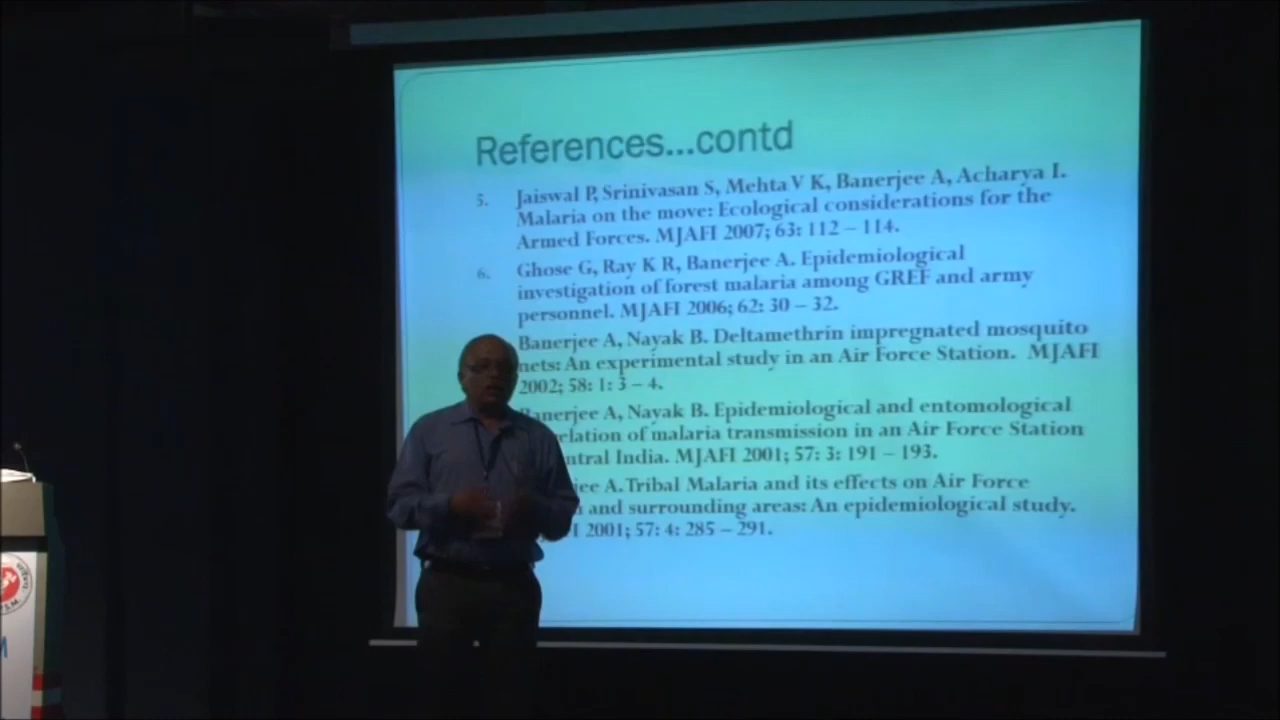 References...contd
5. Jaiswal P, Srinivasan S, Mehta V K, Banerjee A, Acharya I.
Malaria on the move: Ecological considerations for the
Armed Forces. MJAFI 2007; 63: 112 – 114.
6. Ghose G, Ray K R, Banerjee A. Epidemiological
investigation of forest malaria among GREF and army
personnel. MJAFI 2006; 62: 30 – 32.
Banerjee A, Nayak B. Deltamethrin impregnated mosquito
nets: An experimental study in an Air Force Station. MJAFI
2002; 58: 1: 3 – 4.
Banerjee A, Nayak B. Epidemiological and entomological
of malaria transmission in an Air Force Station
India. MJAFI 2001; 57: 3: 191 – 193.
A. Tribal Malaria and its effects on Air Force
and surrounding areas: An epidemiological study.
2001; 57: 4: 285 – 291.